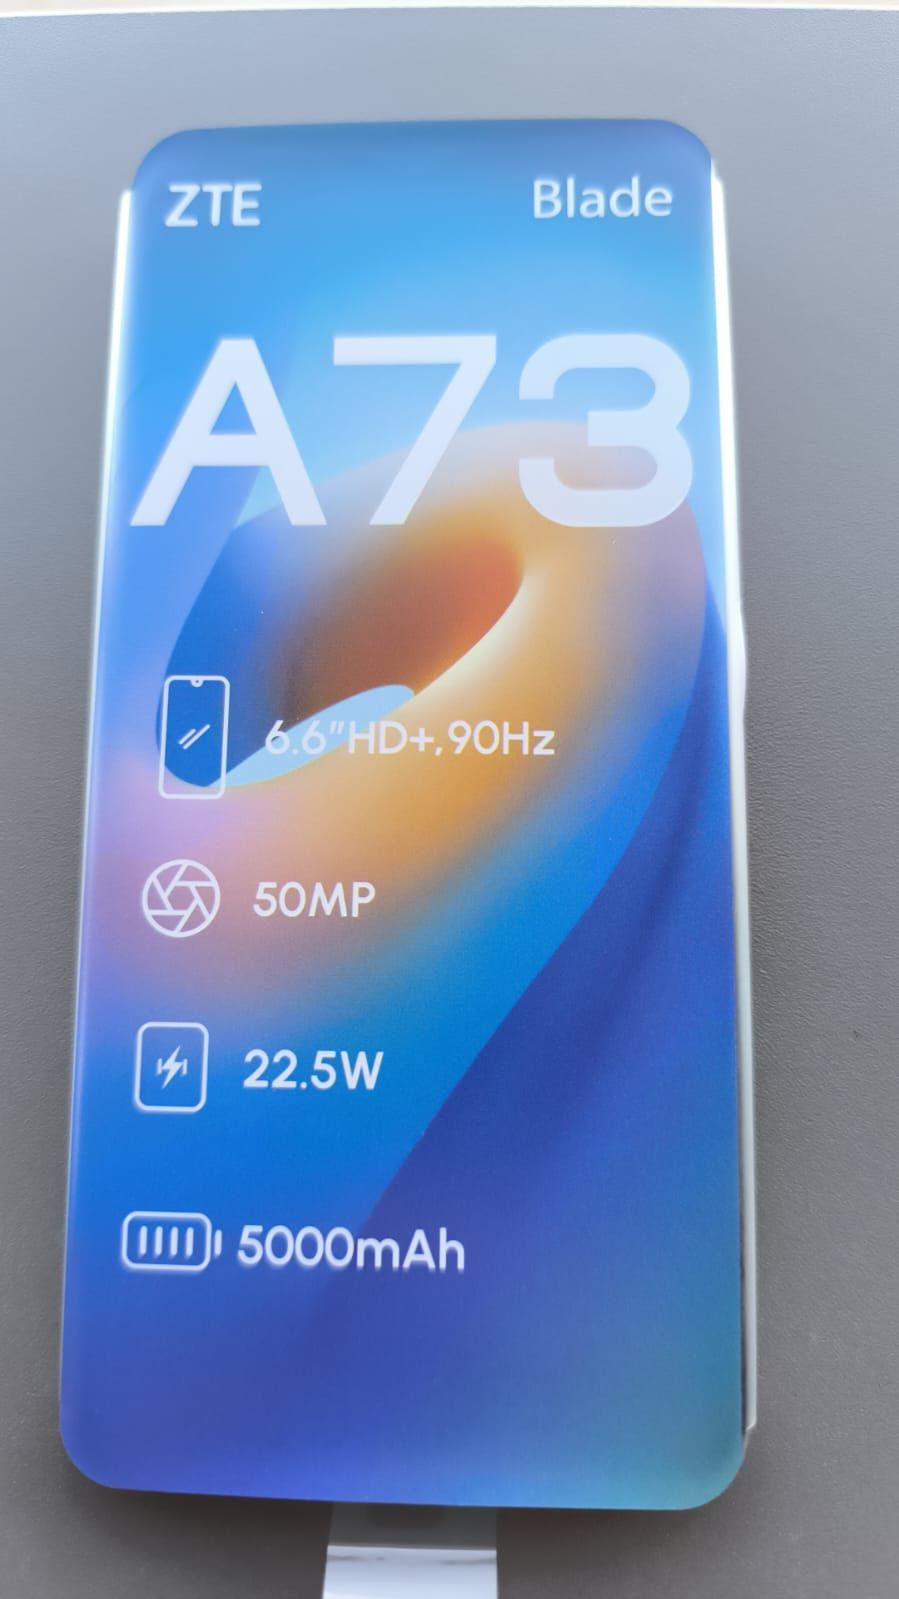 ZTE Blade
A73
6.6"HD+,90Hz
50MP
22.5W
5000mAh